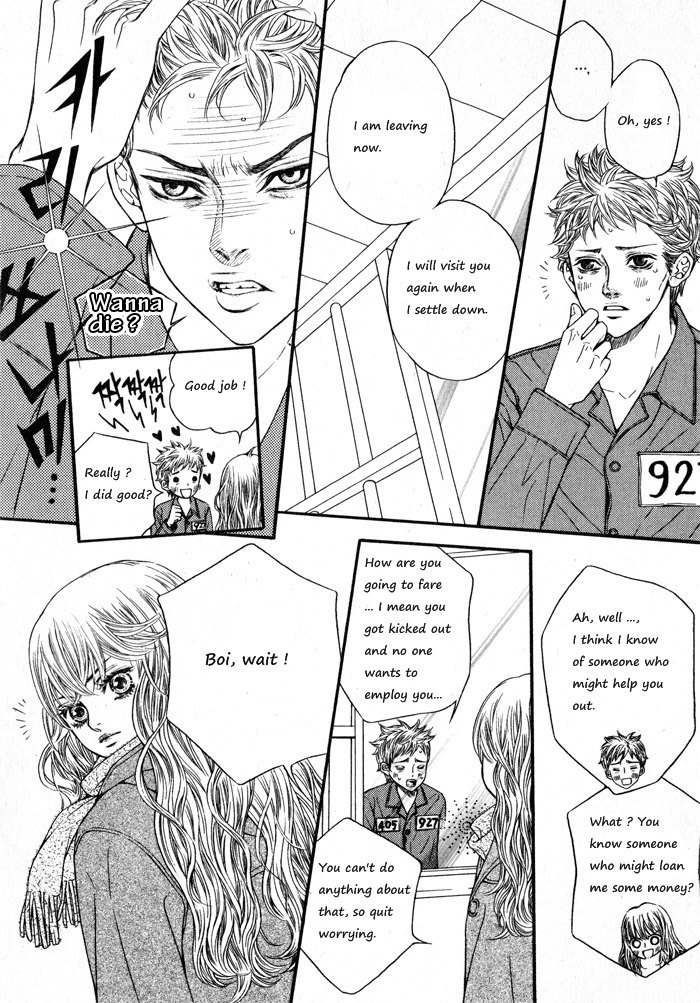 카
리
쓰
나
미
...
Wanna
die ?
짝짝짝
Good job !
Really ?
I did good?
927
I am leaving
now.
I will visit you
again when
I settle down.
...,
Oh, yes !
927
Boi, wait !
How are you
going to fare
... I mean you
got kicked out
and no one
wants to
employ you...
405 927
You can't do
anything about
that, so quit
worrying.
Ah, well ...,
I think I know
of someone who
might help you
out.
What ? You
know someone
who might loan
me some money?